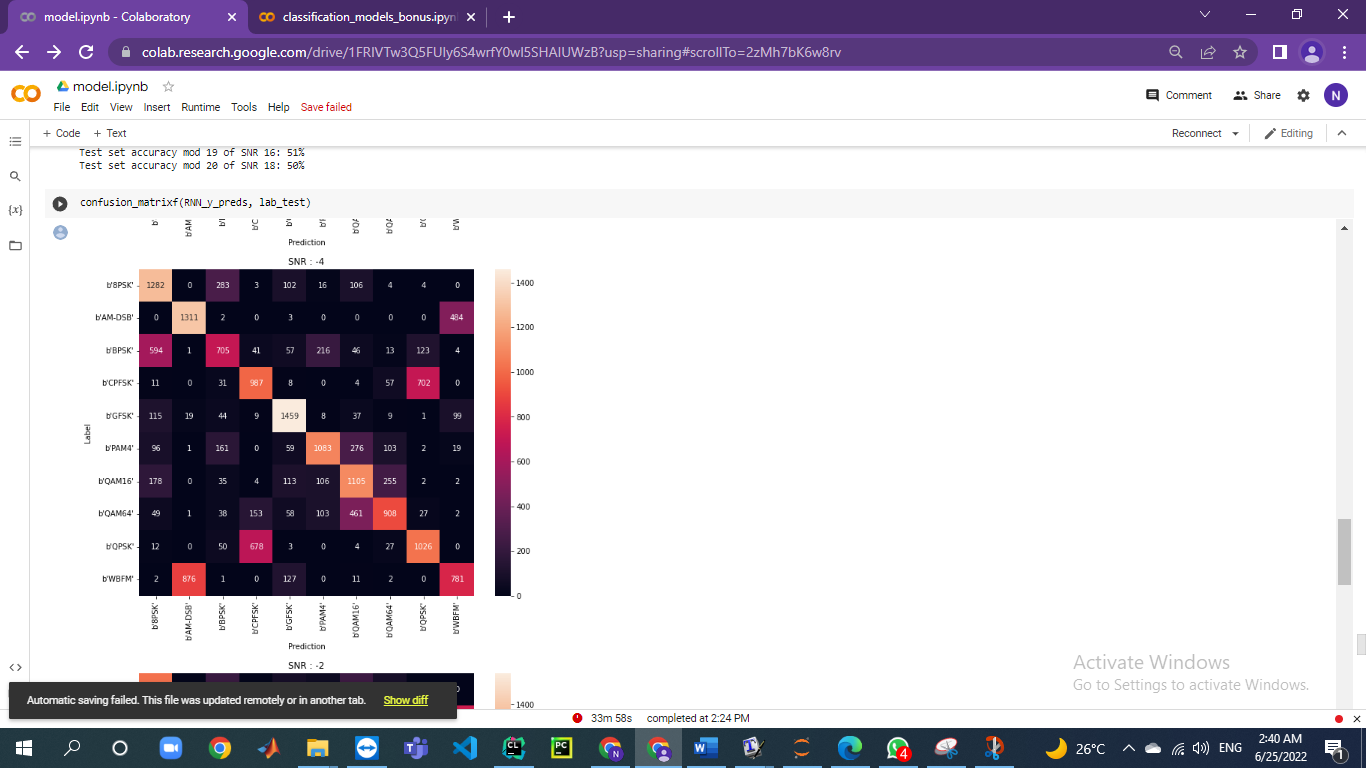 model.ipynb - Colaboratory
classification_models_bonus.ipyn
colab.research.google.com/drive/1FRIVTw3Q5FUIy6S4wrfY0wI5SHAIUWzB?usp=sharing#scrollTo=2zMh7bK6w8rv
model.ipynb
File Edit View Insert Runtime Tools Help Save failed
Comment Share N
+ Code + Text
Reconnect Editing
Test set accuracy mod 19 of SNR 16: 51%
Test set accuracy mod 20 of SNR 18: 50%
{x}
confusion_matrixf(RNN_y_preds, lab_test)
Prediction
SNR : -4
b'8PSK' 1282 0 283 3 102 16 106 4 4 0
b'AM-DSB' 0 1311 2 0 3 0 0 0 0 484
b'BPSK' 594 1 705 41 57 216 46 13 123 4
b'CPFSK' 11 0 31 987 8 0 4 57 702 0
b'GFSK' 115 19 44 9 1459 8 37 9 1 99
b'PAM4' 96 1 161 0 59 1083 276 103 2 19
b'QAM16' 178 0 35 4 113 106 1105 255 2 2
b'QAM64' 49 1 38 153 58 103 461 908 27 2
b'QPSK' 12 0 50 678 3 0 4 27 1026 0
b'WBFM' 2 876 1 0 127 0 11 2 0 781
Label
1400
1200
1000
800
600
400
200
0
b'8PSK' b'AM-DSB' b'BPSK' b'CPFSK' b'GFSK' b'PAM4' b'QAM16' b'QAM64' b'QPSK' b'WBFM'
Prediction
SNR : -2
0
1400
Activate Windows
Go to Settings to activate Windows.
Automatic saving failed. This file was updated remotely or in another tab. Show diff
33m 58s completed at 2:24 PM
26°C ENG
2:40 AM
6/25/2022